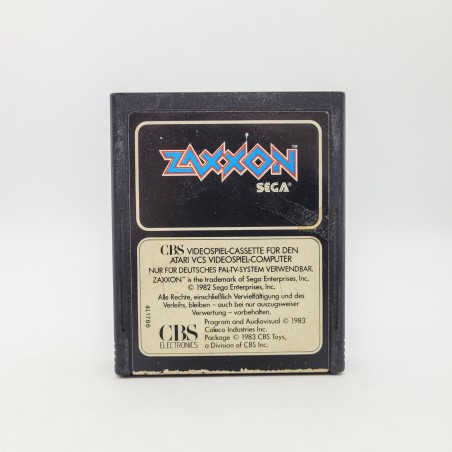 ZAXXON™
SEGA®
CBS VIDEOSPIEL-CASSETTE FÜR DEN
ATARI VCS VIDEOSPIEL-COMPUTER
NUR FÜR DEUTSCHES PAL-TV-SYSTEM VERWENDBAR.
ZAXXON™ is the trademark of Sega Enterprises, Inc.
© 1982 Sega Enterprises, Inc.
Alle Rechte, einschließlich Vervielfältigung und des
Verleihs, bleiben – auch bei nur auszugsweiser
Verwertung – vorbehalten.
Program and Audiovisual © 1983
Coleco Industries Inc.
Package © 1983 CBS Toys,
a Division of CBS Inc.
CBS
ELECTRONICS
411786